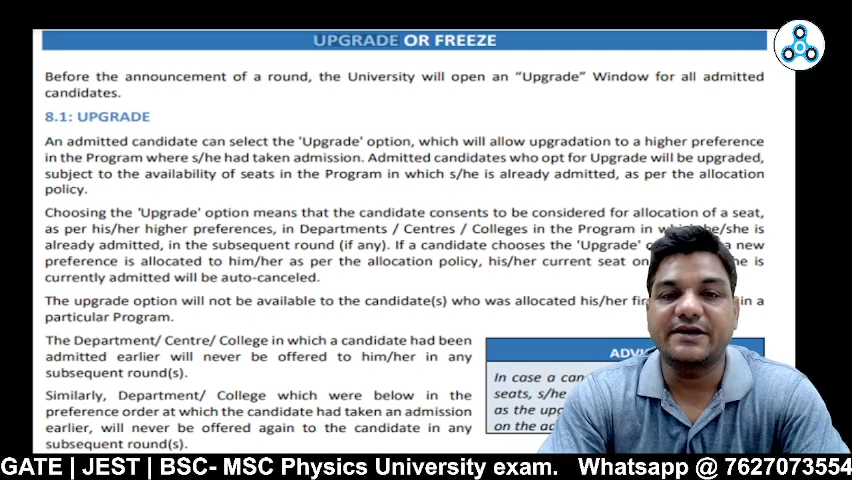 UPGRADE OR FREEZE
Before the announcement of a round, the University will open an “Upgrade” Window for all admitted
candidates.
8.1: UPGRADE
An admitted candidate can select the 'Upgrade' option, which will allow upgradation to a higher preference
in the Program where s/he had taken admission. Admitted candidates who opt for Upgrade will be upgraded,
subject to the availability of seats in the Program in which s/he is already admitted, as per the allocation
policy.
Choosing the 'Upgrade' option means that the candidate consents to be considered for allocation of a seat,
as per his/her higher preferences, in Departments / Centres / Colleges in the Program in he/she is
already admitted, in the subsequent round (if any). If a candidate chooses the 'Upgrade' a new
preference is allocated to him/her as per the allocation policy, his/her current seat on is
currently admitted will be auto-canceled.
The upgrade option will not be available to the candidate(s) who was allocated his/her in a
particular Program.
The Department/ Centre/ College in which a candidate had been
admitted earlier will never be offered to him/her in any
subsequent round(s).
Similarly, Department/ College which were below in the
preference order at which the candidate had taken an admission
earlier, will never be offered again to the candidate in any
subsequent round(s).
In case a
seats, s/he
as the
on the
GATE | JEST | BSC- MSC Physics University exam. Whatsapp @ 7627073554